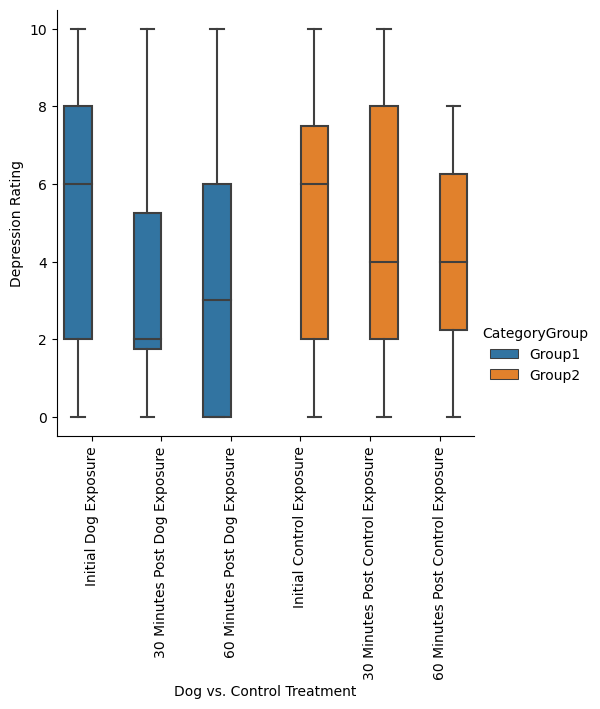 10
8
6
4
2
0
Depression Rating
Initial Dog Exposure
30 Minutes Post Dog Exposure
60 Minutes Post Dog Exposure
Initial Control Exposure
30 Minutes Post Control Exposure
60 Minutes Post Control Exposure
Dog vs. Control Treatment
CategoryGroup
Group1
Group2